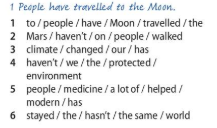 1 People have travelled to the Moon.
1 to / people / have / Moon / travelled / the
2 Mars / haven't / on / people / walked
3 climate / changed / our / has
4 haven't / we / the / protected /
environment
5 people / medicine / a lot of / helped /
modern / has
6 stayed / the / hasn't / the same / world